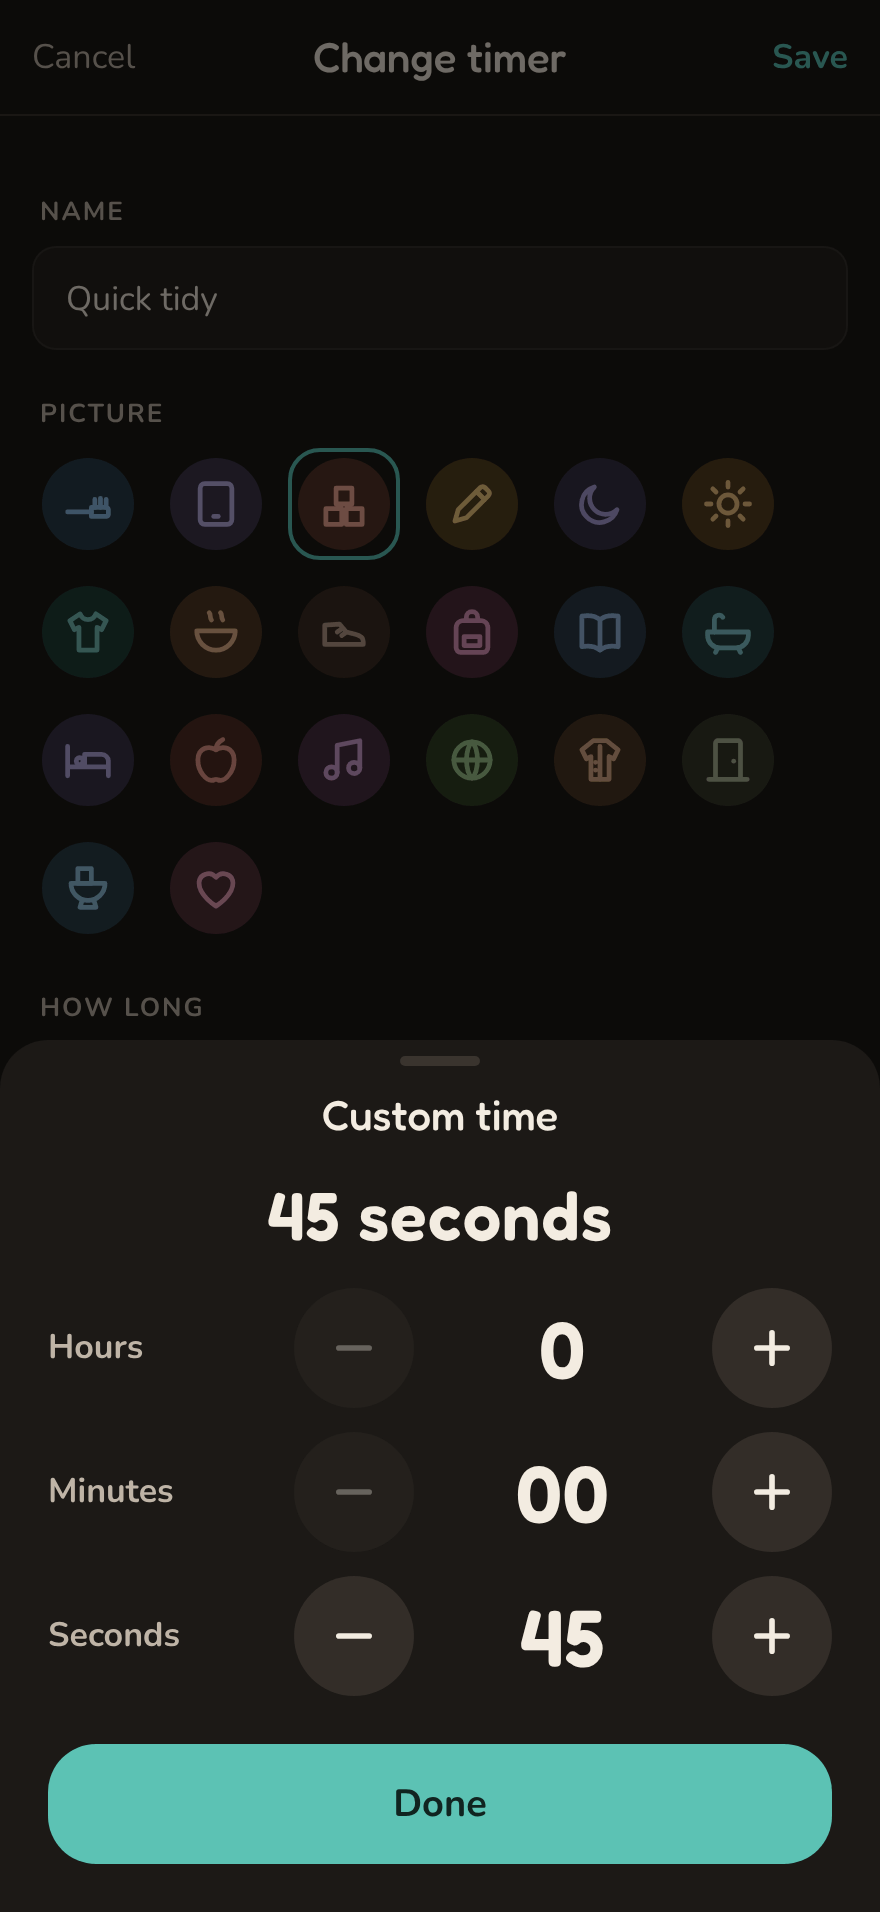 Cancel
Change timer
Save
NAME
Quick tidy
PICTURE
HOW LONG
Custom time
45 seconds
Hours
0
Minutes
00
Seconds
45
Done